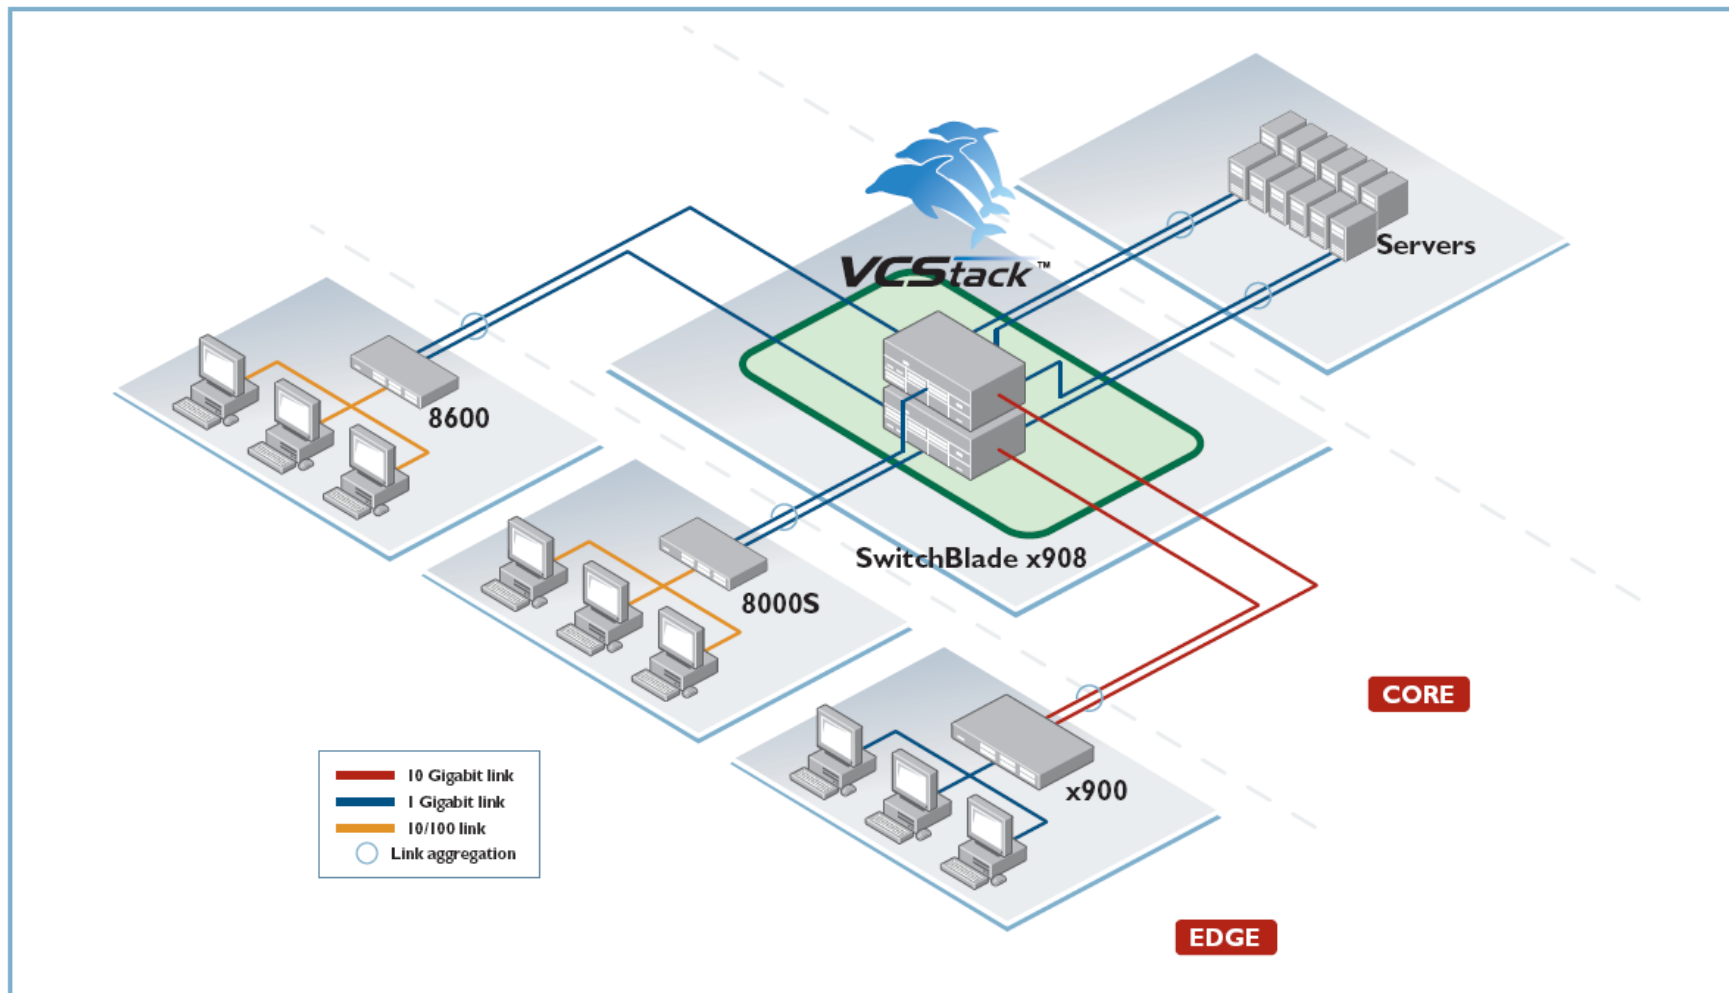 VCStack™
Servers
8600
SwitchBlade x908
8000S
CORE
x900
10 Gigabit link
1 Gigabit link
10/100 link
Link aggregation
EDGE